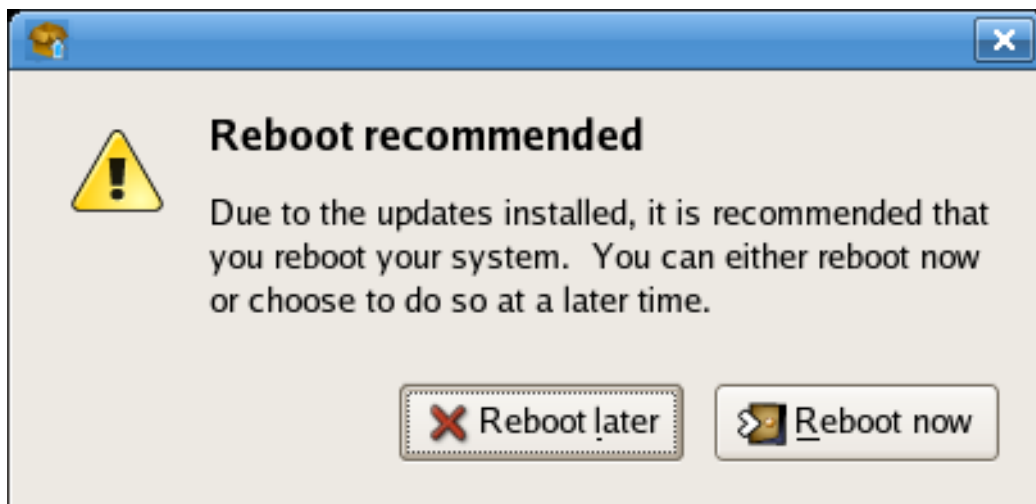 Reboot recommended
Due to the updates installed, it is recommended that
you reboot your system.  You can either reboot now
or choose to do so at a later time.
Reboot later
Reboot now